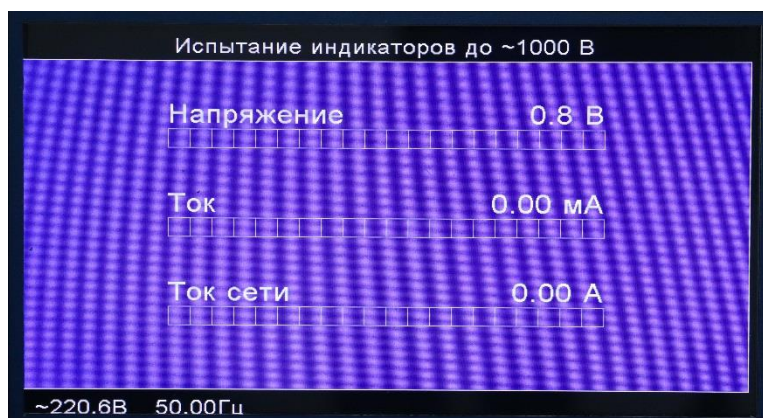 Испытание индикаторов до ~1000 В
Напряжение 0.8 В
Ток 0.00 мА
Ток сети 0.00 А
~220.6В 50.00Гц